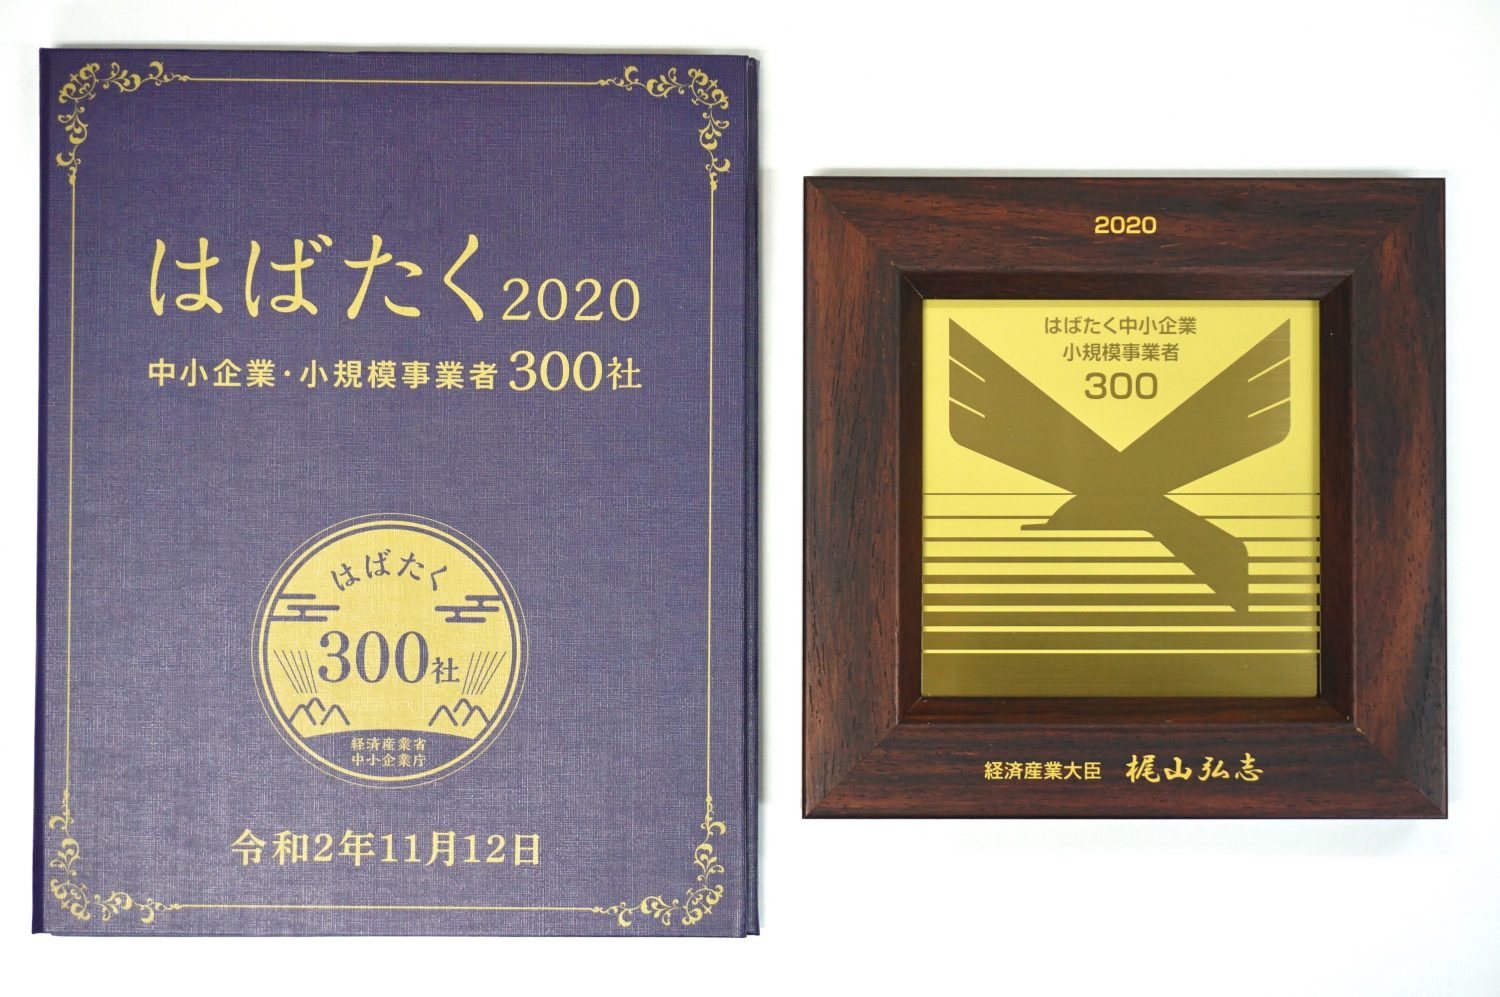 はばたく2020
中小企業・小規模事業者300社
はばたく
300社
経済産業省
中小企業庁
令和2年11月12日
2020
はばたく中小企業
小規模事業者
300
経済産業大臣 梶山弘志